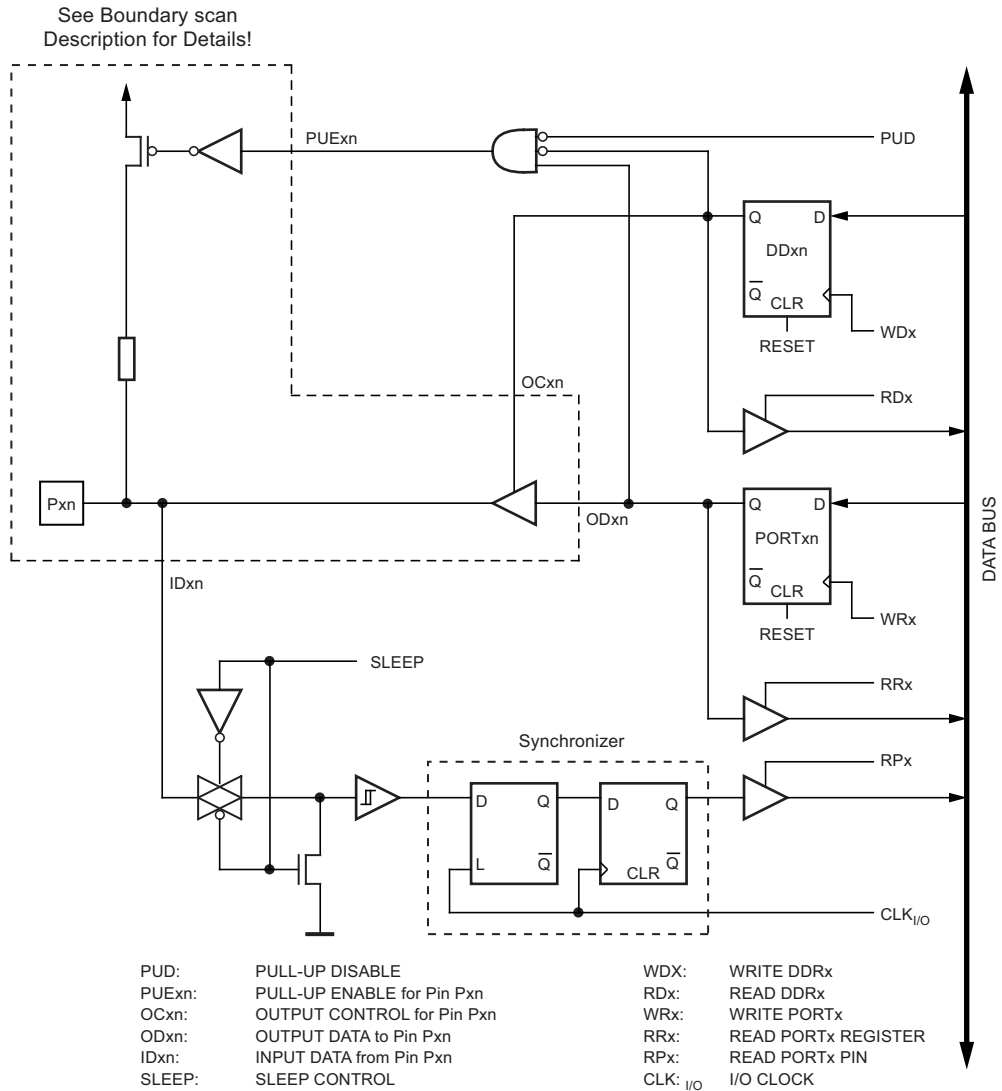 See Boundary scan
Description for Details!
PUExn
PUD
Q D
DDxn
Q
CLR
WDx
RESET
OCxn
RDx
Pxn
ODxn
Q D
PORTxn
Q
CLR
WRx
RESET
IDxn
SLEEP
RRx
Synchronizer
RPx
D Q D Q
L Q CLR Q
CLK I/O
DATA BUS
PUD: PULL-UP DISABLE WDX: WRITE DDRx
PUExn: PULL-UP ENABLE for Pin Pxn RDx: READ DDRx
OCxn: OUTPUT CONTROL for Pin Pxn WRx: WRITE PORTx
ODxn: OUTPUT DATA to Pin Pxn RRx: READ PORTx REGISTER
IDxn: INPUT DATA from Pin Pxn RPx: READ PORTx PIN
SLEEP: SLEEP CONTROL CLK: I/O I/O CLOCK